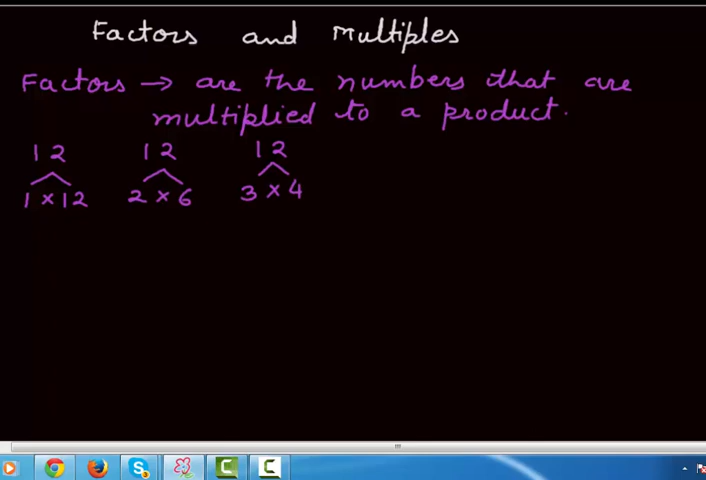 Factors and Multiples
Factors → are the numbers that are
multiplied to a product.
12 12 12
1 × 12 2 × 6 3 × 4